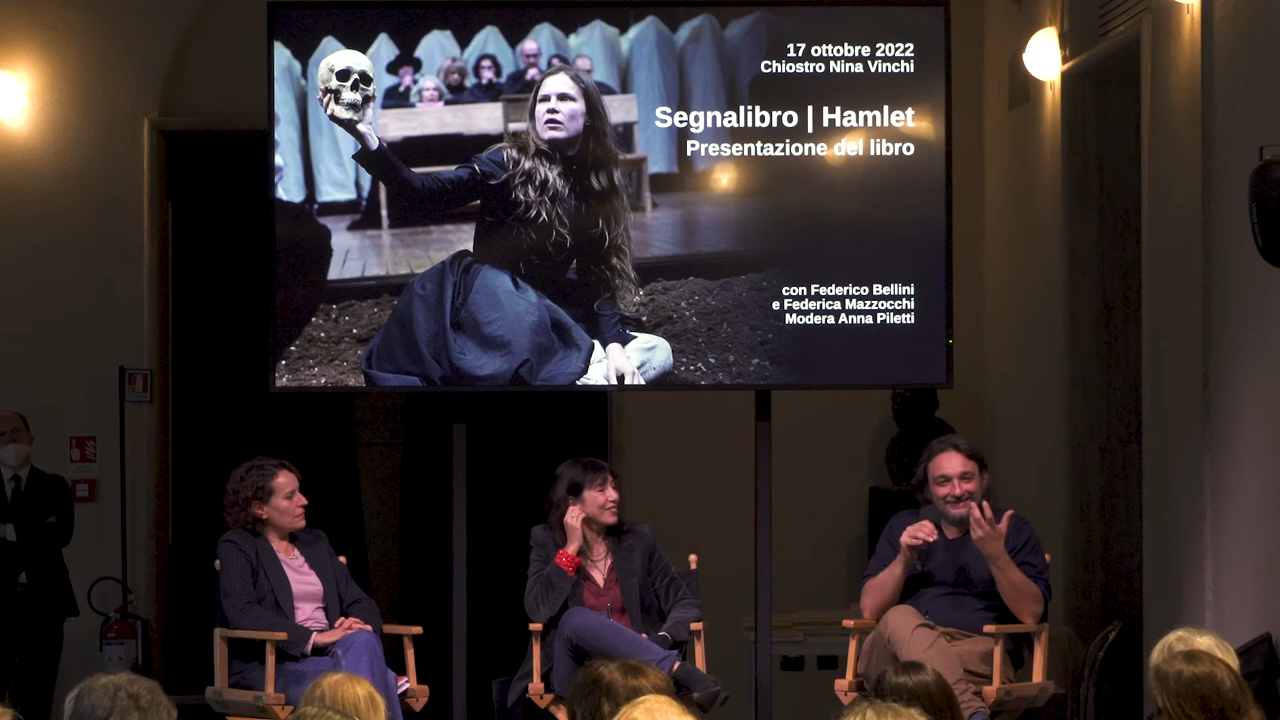 17 ottobre 2022
Chiostro Nina Vinchi
Segnalibro | Hamlet
Presentazione del libro
con Federico Bellini
e Federica Mazzocchi
Modera Anna Piletti